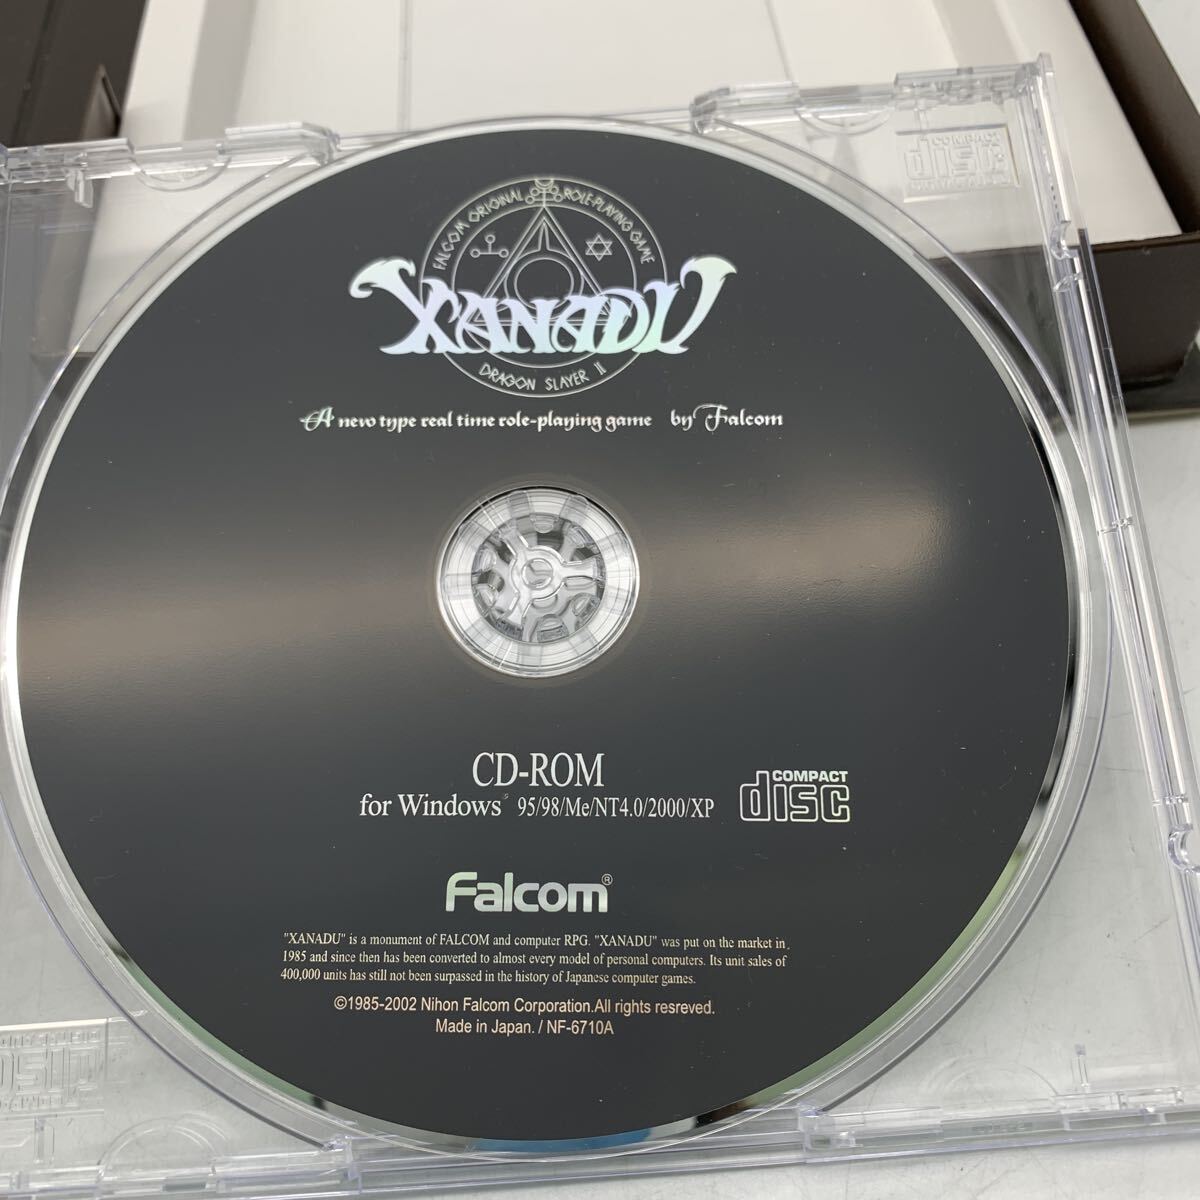 COMPACT
disc
FALCOM ORIGINAL ROLE-PLAYING GAME
XANADU
DRAGON SLAYER II
A new type real time role-playing game by Falcom
CD-ROM
for Windows 95/98/Me/NT4.0/2000/XP
COMPACT
disc
Falcom®
"XANADU" is a monument of FALCOM and computer RPG. "XANADU" was put on the market in
1985 and since then has been converted to almost every model of personal computers. Its unit sales of
400,000 units has still not been surpassed in the history of Japanese computer games.
©1985-2002 Nihon Falcom Corporation.All rights resreved.
Made in Japan. / NF-6710A